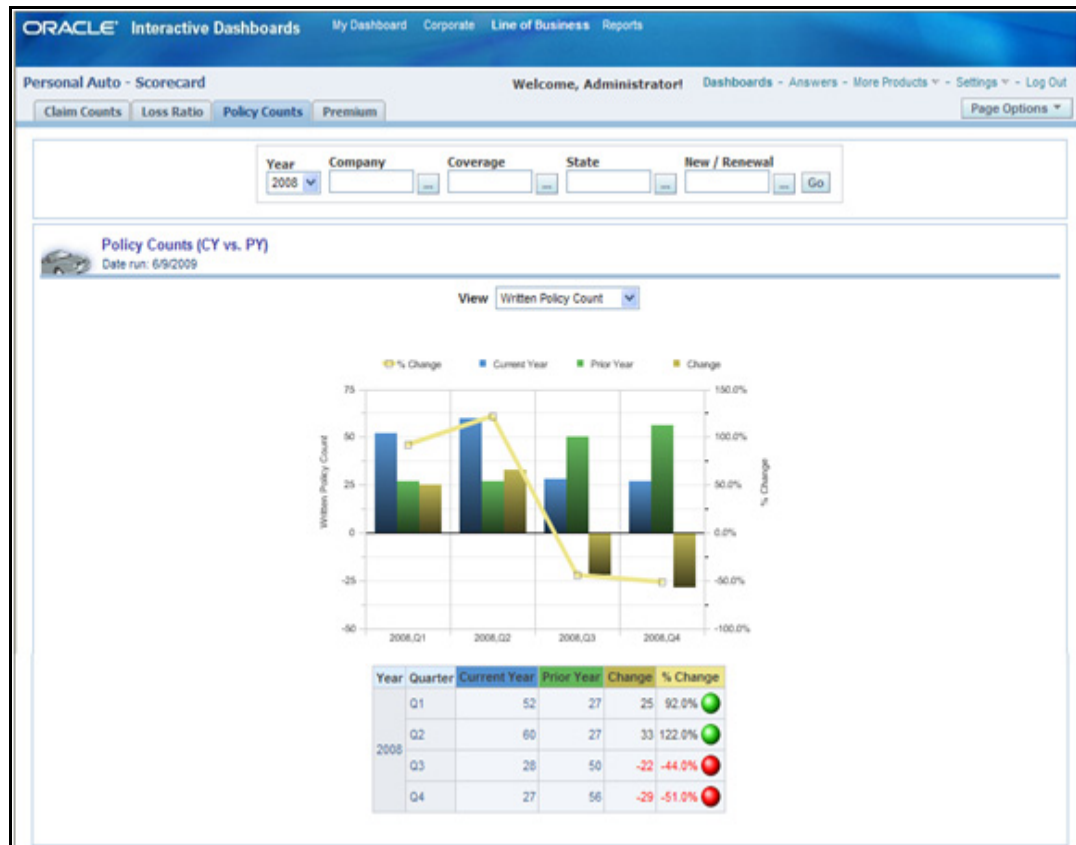 ORACLE Interactive Dashboards My Dashboard Corporate Line of Business Reports
Personal Auto - Scorecard Welcome, Administrator! Dashboards - Answers - More Products - Settings - Log Out
Claim Counts Loss Ratio Policy Counts Premium Page Options
Year Company Coverage State New / Renewal
2008 ... ... ... ... Go
Policy Counts (CY vs. PY)
Date run: 6/9/2009
View Written Policy Count
% Change Current Year Prior Year Change
75 150.0%
50 100.0%
25 50.0%
0 0.0%
-25 -50.0%
-50 -100.0%
Written Policy Count
% Change
2008,Q1 2008,Q2 2008,Q3 2008,Q4
Year Quarter Current Year Prior Year Change % Change
2008
Q1 52 27 25 92.0%
Q2 60 27 33 122.0%
Q3 28 50 -22 -44.0%
Q4 27 56 -29 -51.0%